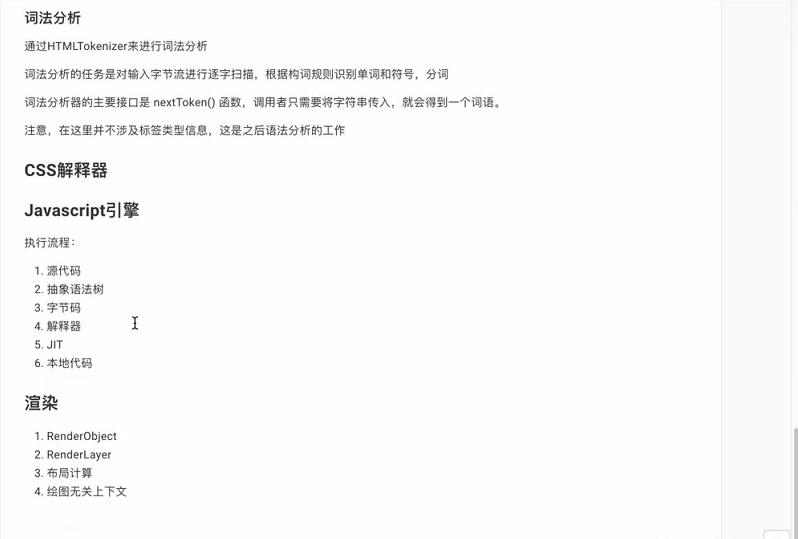 词法分析
通过HTMLTokenizer来进行词法分析
词法分析的任务是对输入字节流进行逐字扫描，根据构词规则识别单词和符号，分词
词法分析器的主要接口是 nextToken() 函数，调用者只需要将字符串传入，就会得到一个词语。
注意，在这里并不涉及标签类型信息，这是之后语法分析的工作
CSS解释器
Javascript引擎
执行流程：
1. 源代码
2. 抽象语法树
3. 字节码
4. 解释器
5. JIT
6. 本地代码
渲染
1. RenderObject
2. RenderLayer
3. 布局计算
4. 绘图无关上下文